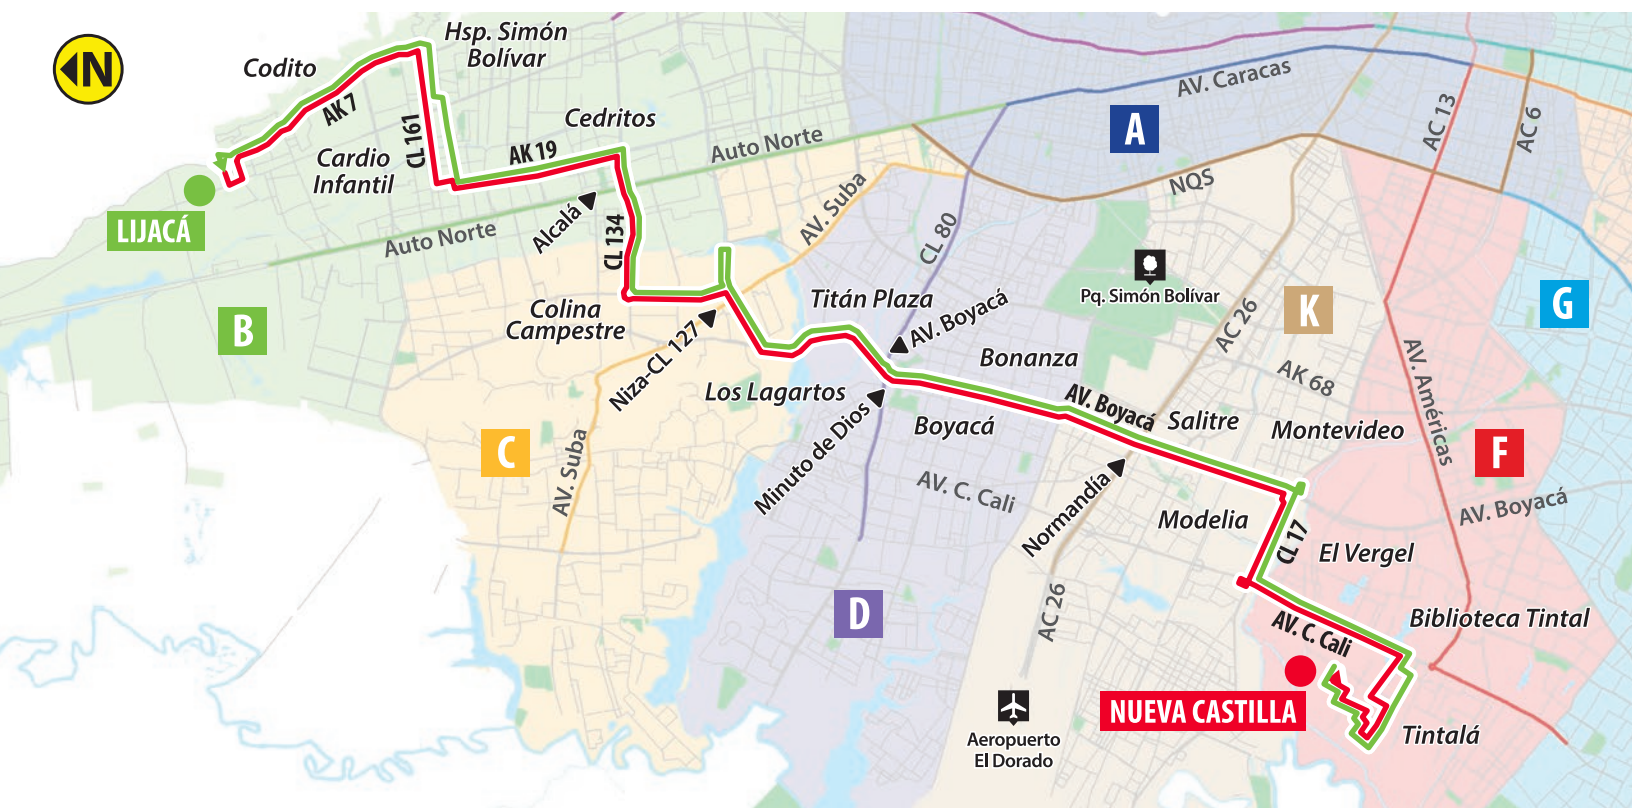 N
Codito
Hsp. Simón
Bolívar
AK 7
CL 161
Cardio
Infantil
Cedritos
AK 19
Auto Norte
AV. Caracas
A
AC 13
AC 6
LIJACÁ
Auto Norte
Alcalá
CL 134
AV. Suba
CL 80
NQS
B
Colina
Campestre
Niza-CL 127
Titán Plaza
AV. Boyacá
Pq. Simón Bolívar
AC 26
K
G
Bonanza
AK 68
AV. Américas
Los Lagartos
Minuto de Dios
Boyacá
AV. Boyacá
Salitre
Montevideo
C
AV. Suba
AV. C. Cali
Normandía
F
AV. Boyacá
Modelia
CL 17
El Vergel
D
AC 26
AV. C. Cali
Biblioteca Tintal
NUEVA CASTILLA
Tintalá
Aeropuerto
El Dorado